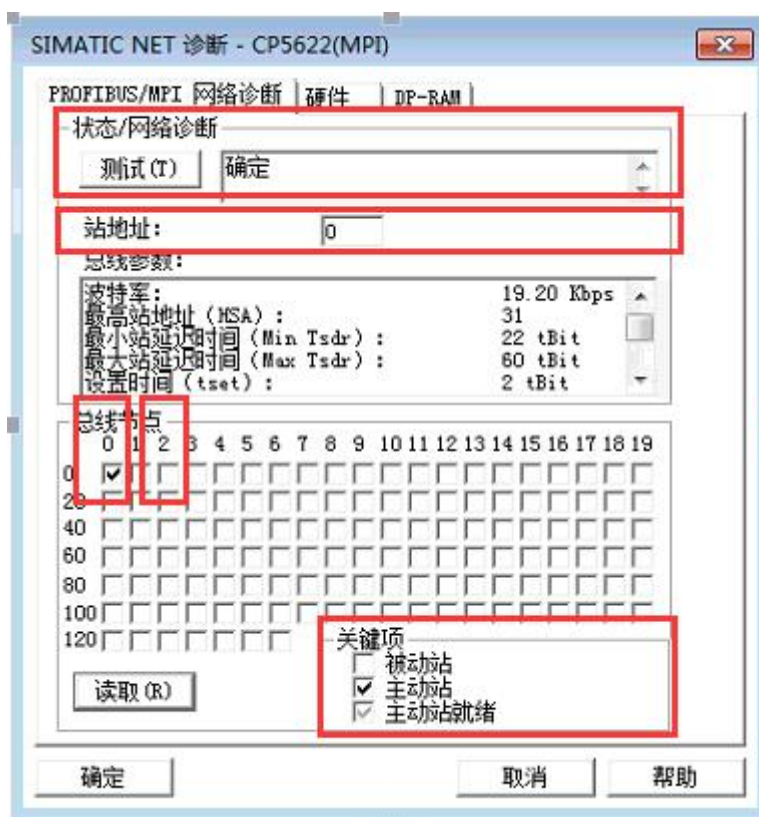 SIMATIC NET 诊断 - CP5622(MPI)
PROFIBUS/MPI 网络诊断 硬件 DP-RAM
状态/网络诊断
测试(T) 确定
站地址: 0
总线参数:
波特率: 19.20 Kbps
最高站地址 (HSA) : 31
最小站延迟时间 (Min Tsdr) : 22 tBit
最大站延迟时间 (Max Tsdr) : 60 tBit
设置时间 (tset) : 2 tBit
总线节点
0 1 2 3 4 5 6 7 8 9 10 11 12 13 14 15 16 17 18 19
0
20
40
60
80
100
120
关键项
被动站
主动站
主动站就绪
读取(R)
确定 取消 帮助